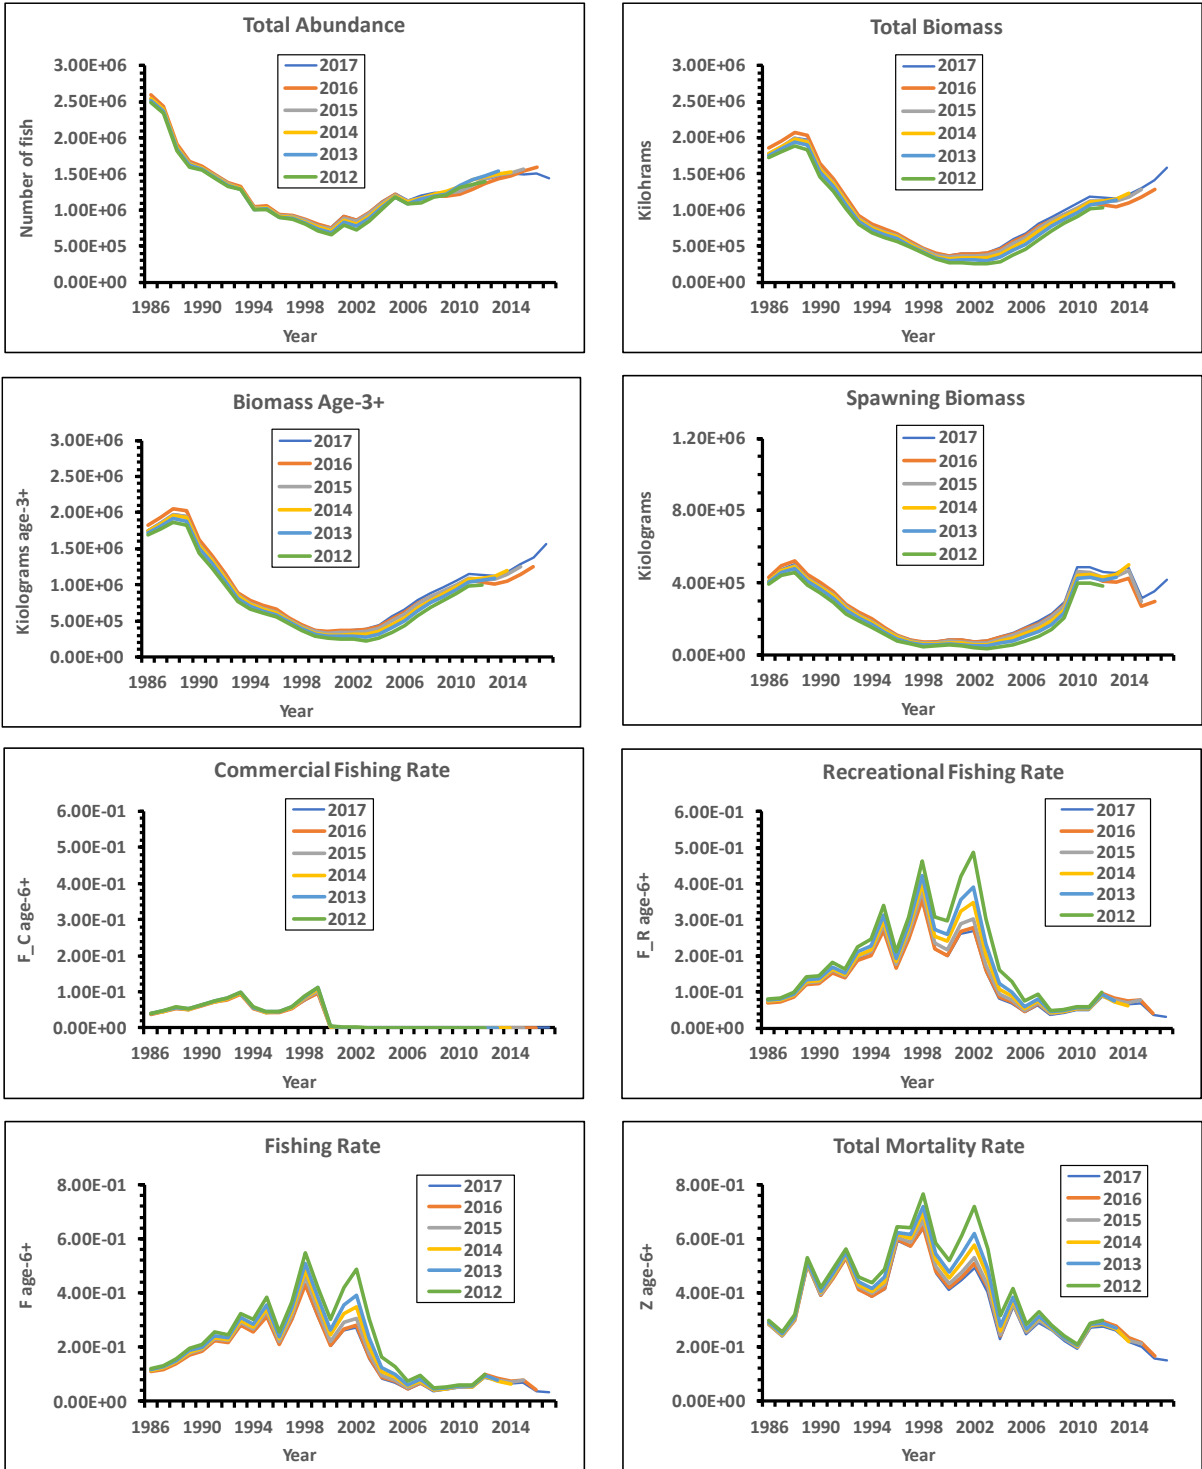 Total Abundance
Number of fish
3.00E+06
2.50E+06
2.00E+06
1.50E+06
1.00E+06
5.00E+05
0.00E+00
2017
2016
2015
2014
2013
2012
1986 1990 1994 1998 2002 2006 2010 2014
Year
Total Biomass
Kilohrams
3.00E+06
2.50E+06
2.00E+06
1.50E+06
1.00E+06
5.00E+05
0.00E+00
2017
2016
2015
2014
2013
2012
1986 1990 1994 1998 2002 2006 2010 2014
Year
Biomass Age-3+
Kiolograms age-3+
3.00E+06
2.50E+06
2.00E+06
1.50E+06
1.00E+06
5.00E+05
0.00E+00
2017
2016
2015
2014
2013
2012
1986 1990 1994 1998 2002 2006 2010 2014
Year
Spawning Biomass
Kiolograms
1.20E+06
8.00E+05
4.00E+05
0.00E+00
2017
2016
2015
2014
2013
2012
1986 1990 1994 1998 2002 2006 2010 2014
Year
Commercial Fishing Rate
F_C age-6+
6.00E-01
5.00E-01
4.00E-01
3.00E-01
2.00E-01
1.00E-01
0.00E+00
2017
2016
2015
2014
2013
2012
1986 1990 1994 1998 2002 2006 2010 2014
Year
Recreational Fishing Rate
F_R age-6+
6.00E-01
5.00E-01
4.00E-01
3.00E-01
2.00E-01
1.00E-01
0.00E+00
2017
2016
2015
2014
2013
2012
1986 1990 1994 1998 2002 2006 2010 2014
Year
Fishing Rate
F age-6+
8.00E-01
6.00E-01
4.00E-01
2.00E-01
0.00E+00
2017
2016
2015
2014
2013
2012
1986 1990 1994 1998 2002 2006 2010 2014
Year
Total Mortality Rate
Z age-6+
8.00E-01
6.00E-01
4.00E-01
2.00E-01
0.00E+00
2017
2016
2015
2014
2013
2012
1986 1990 1994 1998 2002 2006 2010 2014
Year